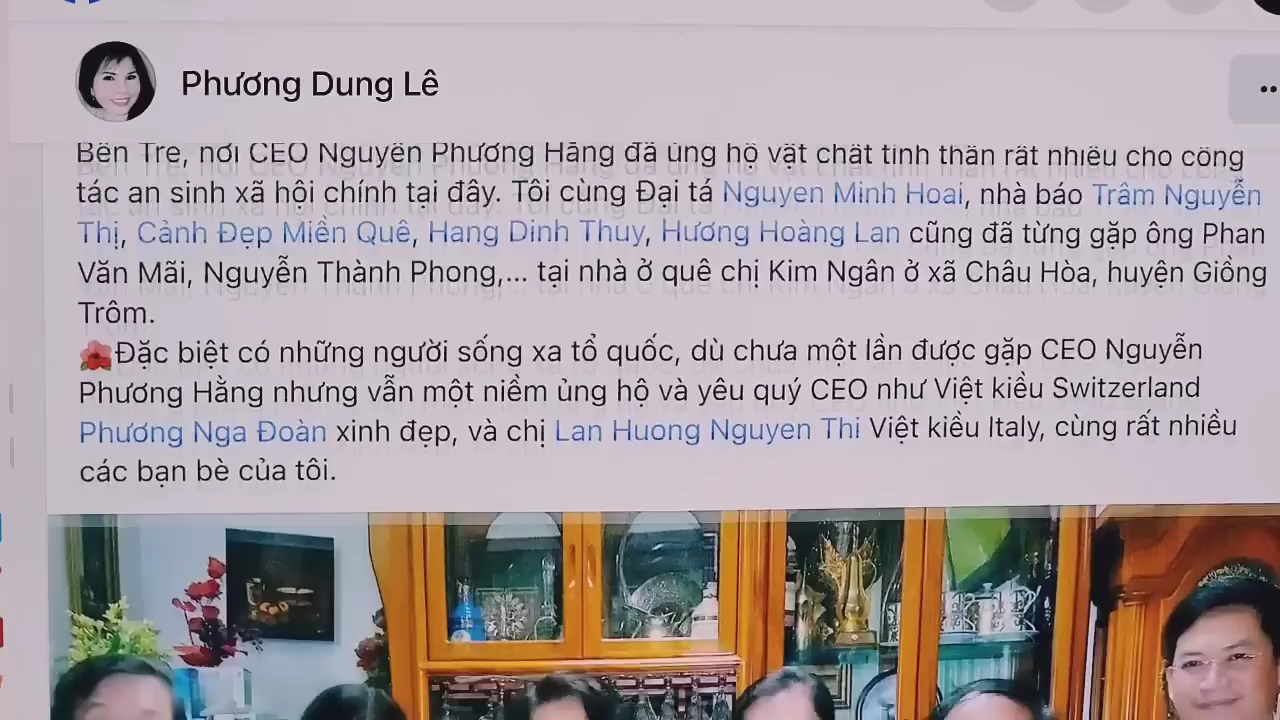 Phương Dung Lê
Bến Tre, nơi CEO Nguyễn Phương Hằng đã ủng hộ vật chất tinh thần rất nhiều cho công
tác an sinh xã hội chính tại đây. Tôi cùng Đại tá Nguyen Minh Hoai, nhà báo Trâm Nguyễn
Thị, Cảnh Đẹp Miền Quê, Hang Dinh Thuy, Hương Hoàng Lan cũng đã từng gặp ông Phan
Văn Mãi, Nguyễn Thành Phong,... tại nhà ở quê chị Kim Ngân ở xã Châu Hòa, huyện Giồng
Trôm.
🌺Đặc biệt có những người sống xa tổ quốc, dù chưa một lần được gặp CEO Nguyễn
Phương Hằng nhưng vẫn một niềm ủng hộ và yêu quý CEO như Việt kiều Switzerland
Phương Nga Đoàn xinh đẹp, và chị Lan Huong Nguyen Thi Việt kiều Italy, cùng rất nhiều
các bạn bè của tôi.